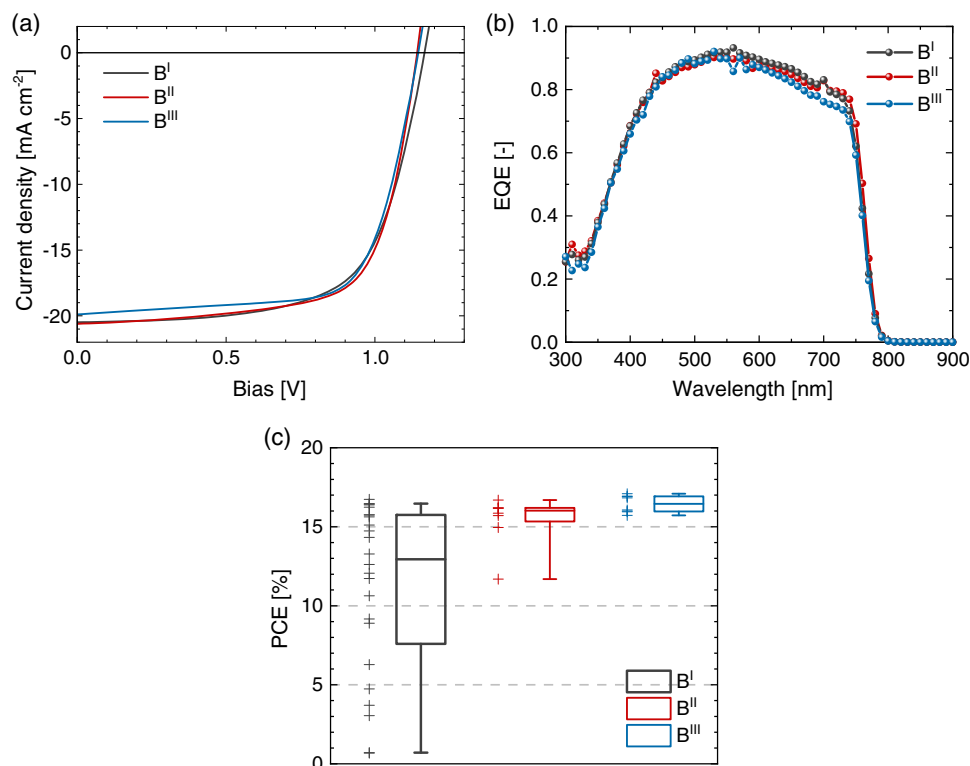 (a)
0
-5
-10
-15
-20
0.0 0.5 1.0
Bias [V]
Current density [mA cm⁻²]
Bᴵ
Bᴵᴵ
Bᴵᴵᴵ
(b)
1.0
0.8
0.6
0.4
0.2
0.0
300 400 500 600 700 800 900
Wavelength [nm]
EQE [-]
Bᴵ
Bᴵᴵ
Bᴵᴵᴵ
(c)
20
15
10
5
0
PCE [%]
Bᴵ
Bᴵᴵ
Bᴵᴵᴵ